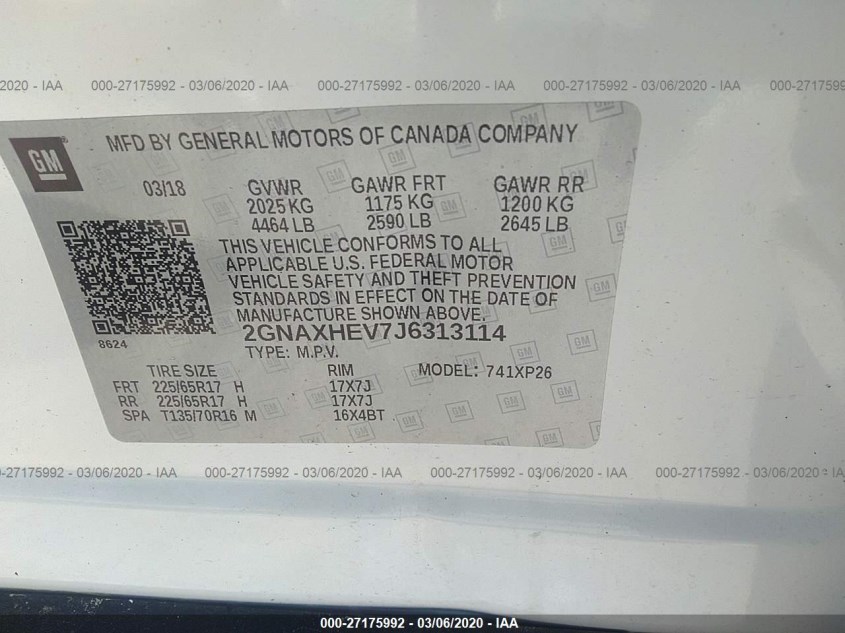 2020 - IAA 000-27175992 - 03/06/2020 - IAA 000-27175992 - 03/06/2020 - IAA 000-27175992 - 03/06/2020 - IAA 000-2
GM
MFD BY GENERAL MOTORS OF CANADA COMPANY
03/18 GVWR GAWR FRT GAWR RR
2025 KG 1175 KG 1200 KG
4464 LB 2590 LB 2645 LB
THIS VEHICLE CONFORMS TO ALL
APPLICABLE U.S. FEDERAL MOTOR
VEHICLE SAFETY AND THEFT PREVENTION
STANDARDS IN EFFECT ON THE DATE OF
MANUFACTURE SHOWN ABOVE.
2GNAXHEV7J6313114
8624 TYPE: M.P.V.
TIRE SIZE RIM MODEL: 741XP26
FRT 225/65R17 H 17X7J
RR 225/65R17 H 17X7J
SPA T135/70R16 M 16X4BT
-27175992 - 03/06/2020 - IAA 000-27175992 - 03/06/2020 - IAA 000-27175992 - 03/06/2020 - IAA 000-27175992 - 03/06/2020 - IA
000-27175992 - 03/06/2020 - IAA